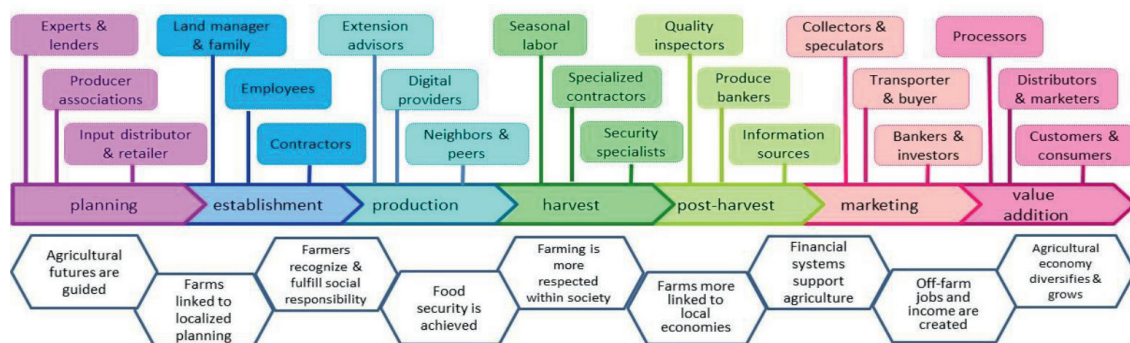 Experts &
lenders
Producer
associations
Input distributor
& retailer
Land manager
& family
Employees
Contractors
Extension
advisors
Digital
providers
Neighbors &
peers
Seasonal
labor
Specialized
contractors
Security
specialists
Quality
inspectors
Produce
bankers
Information
sources
Collectors &
speculators
Transporter
& buyer
Bankers &
investors
Processors
Distributors
& marketers
Customers &
consumers
planning
establishment
production
harvest
post-harvest
marketing
value
addition
Agricultural
futures are
guided
Farms
linked to
localized
planning
Farmers
recognize &
fulfill social
responsibility
Food
security is
achieved
Farming is
more
respected
within society
Farms more
linked to
local
economies
Financial
systems
support
agriculture
Off-farm
jobs and
income are
created
Agricultural
economy
diversifies &
grows